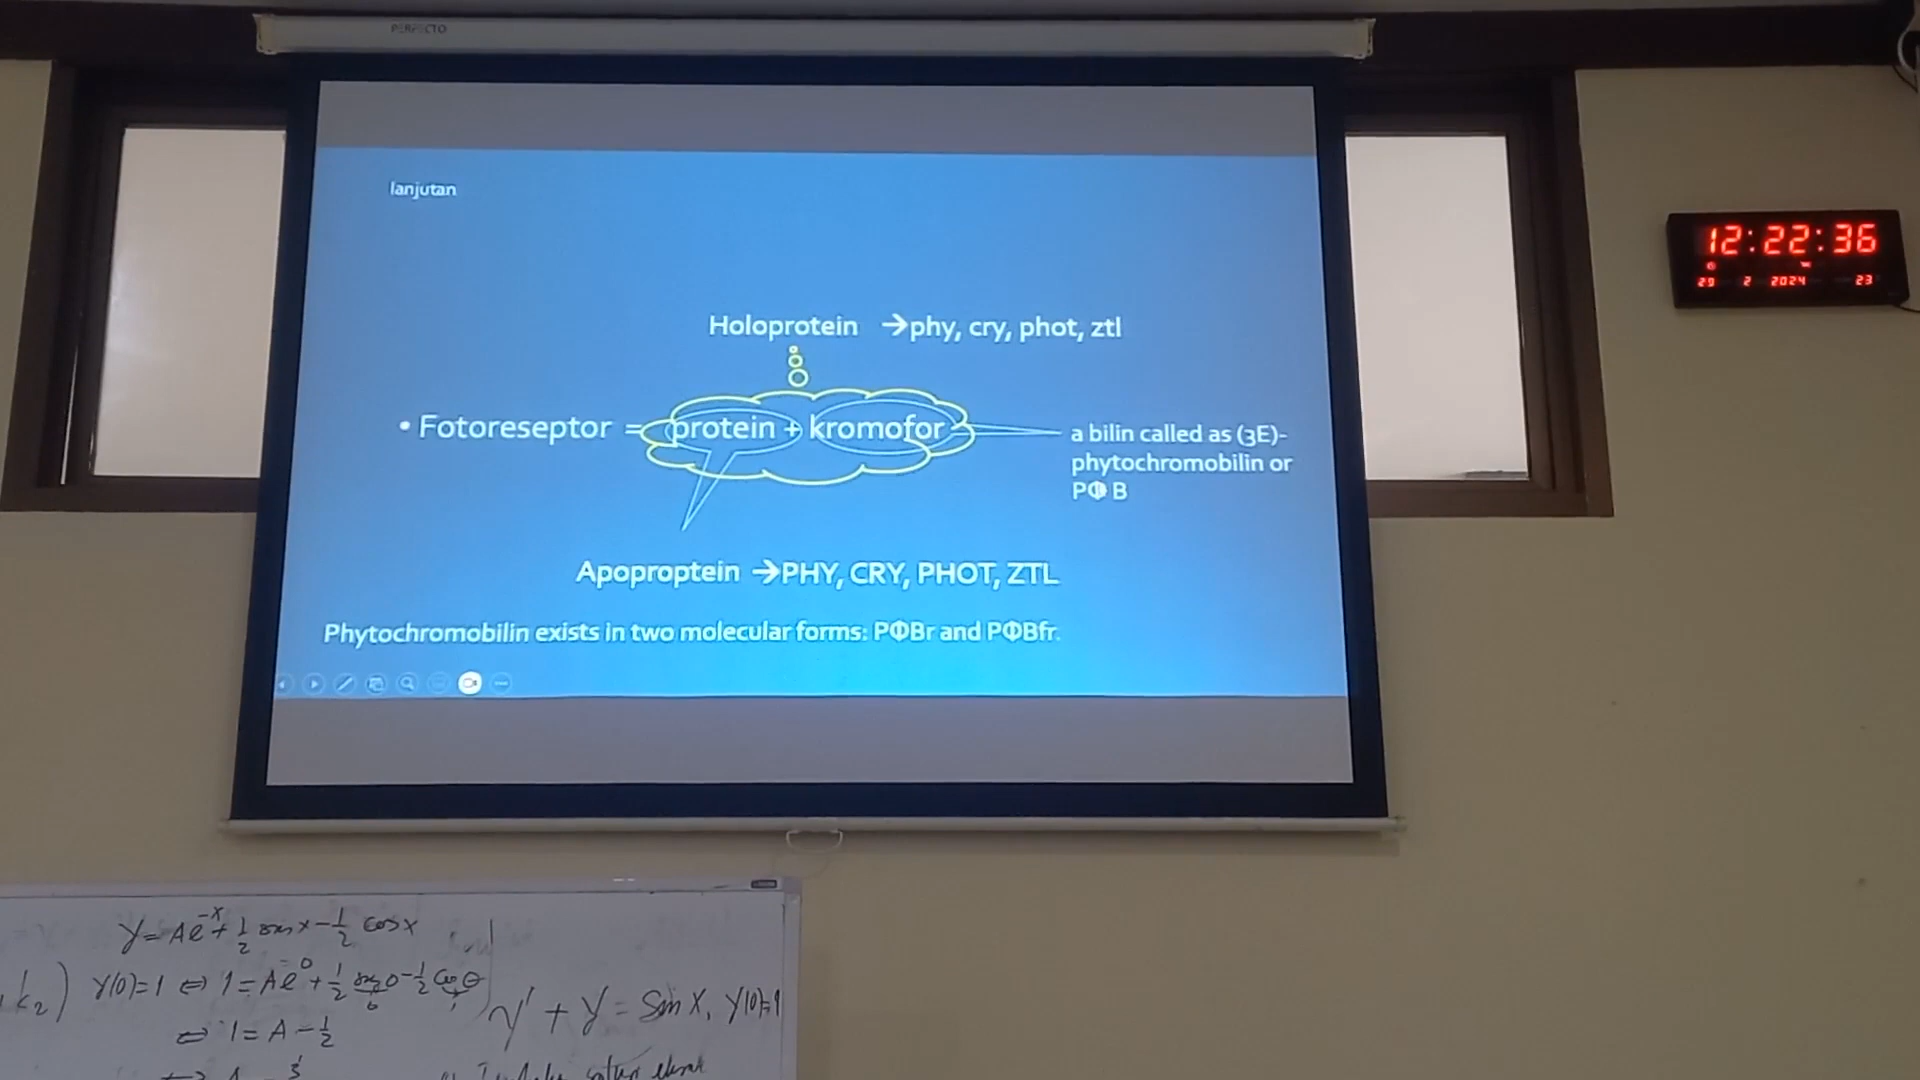 PERFECTO
lanjutan
Holoprotein →phy, cry, phot, ztl
• Fotoreseptor = protein + kromofor
a bilin called as (3E)-
phytochromobilin or
PΦB
Apoproptein →PHY, CRY, PHOT, ZTL
Phytochromobilin exists in two molecular forms: PΦBr and PΦBfr.
12:22:36
29 2 2024 23
y = Ae^-x + 1/2 sin x - 1/2 cos x
k2) y(0)=1 ⇔ 1 = Ae^0 + 1/2 sin 0 - 1/2 cos 0
⇔ 1 = A - 1/2
y' + y = Sin x, y(0)=1